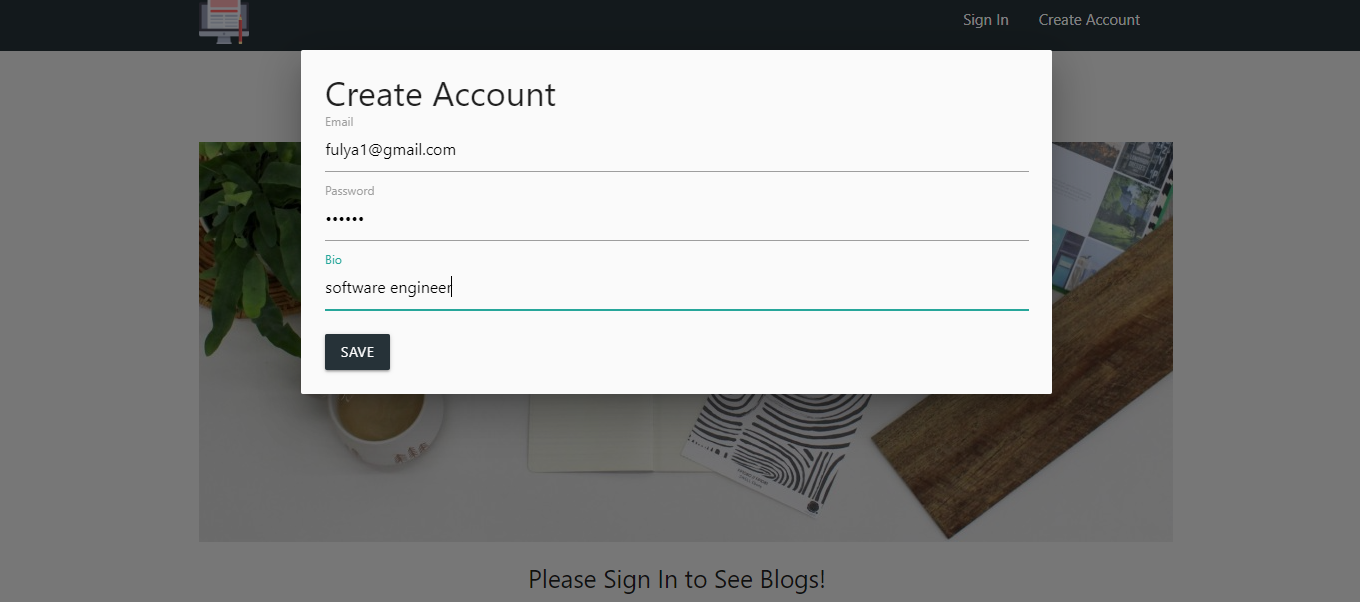 Sign In Create Account
Create Account
Email
fulya1@gmail.com
Password
••••••
Bio
software engineer
SAVE
Please Sign In to See Blogs!